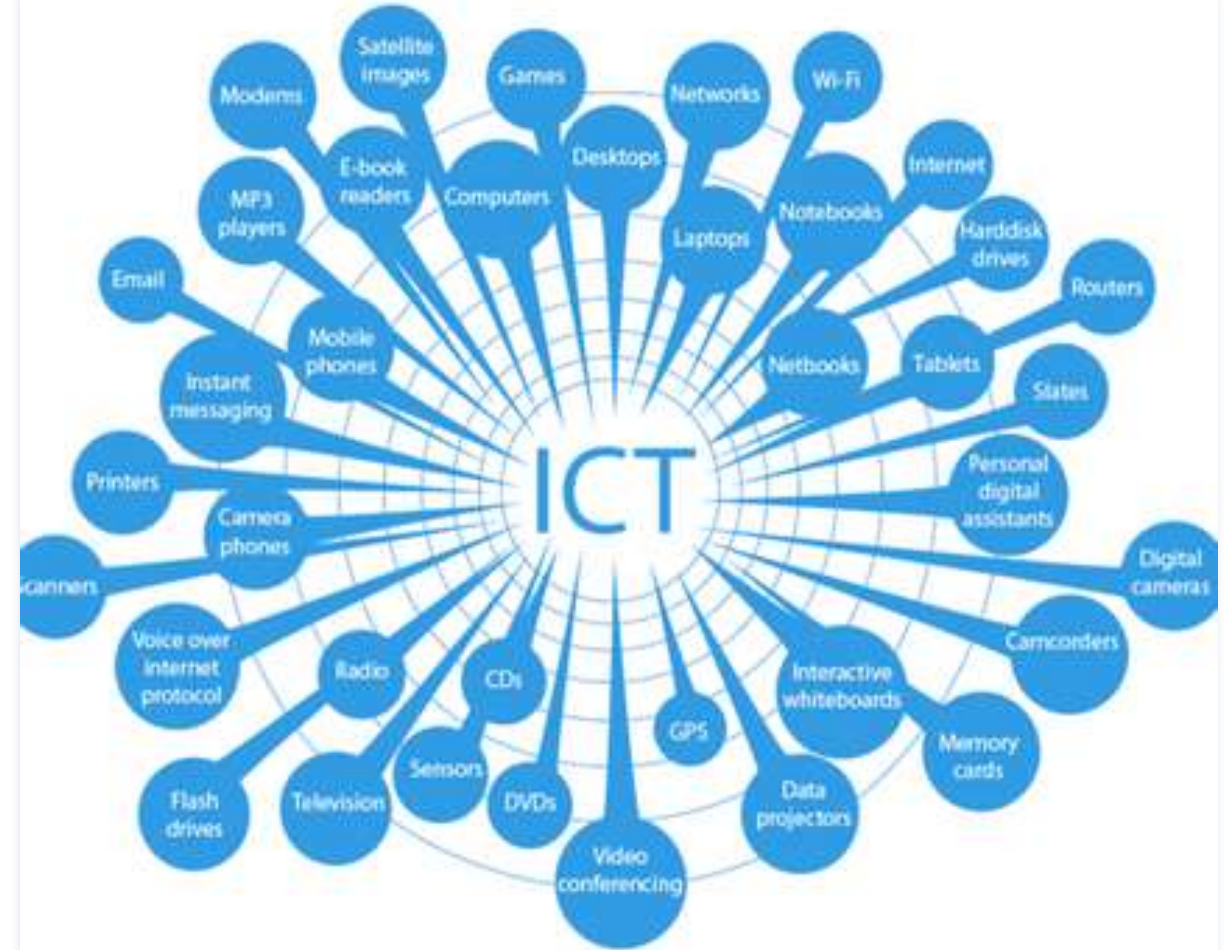 Satellite
images
Games
Networks
Wi-Fi
Modems
Desktops
Internet
E-book
readers
Computers
MP3
players
Laptops
Notebooks
Harddisk
drives
Email
Routers
Mobile
phones
Netbooks
Tablets
Instant
messaging
Slates
Printers
ICT
Personal
digital
assistants
Camera
phones
Scanners
Digital
cameras
Voice over
internet
protocol
Radio
CDs
Interactive
whiteboards
Camcorders
GPS
Memory
cards
Sensors
Flash
drives
Television
DVDs
Data
projectors
Video
conferencing